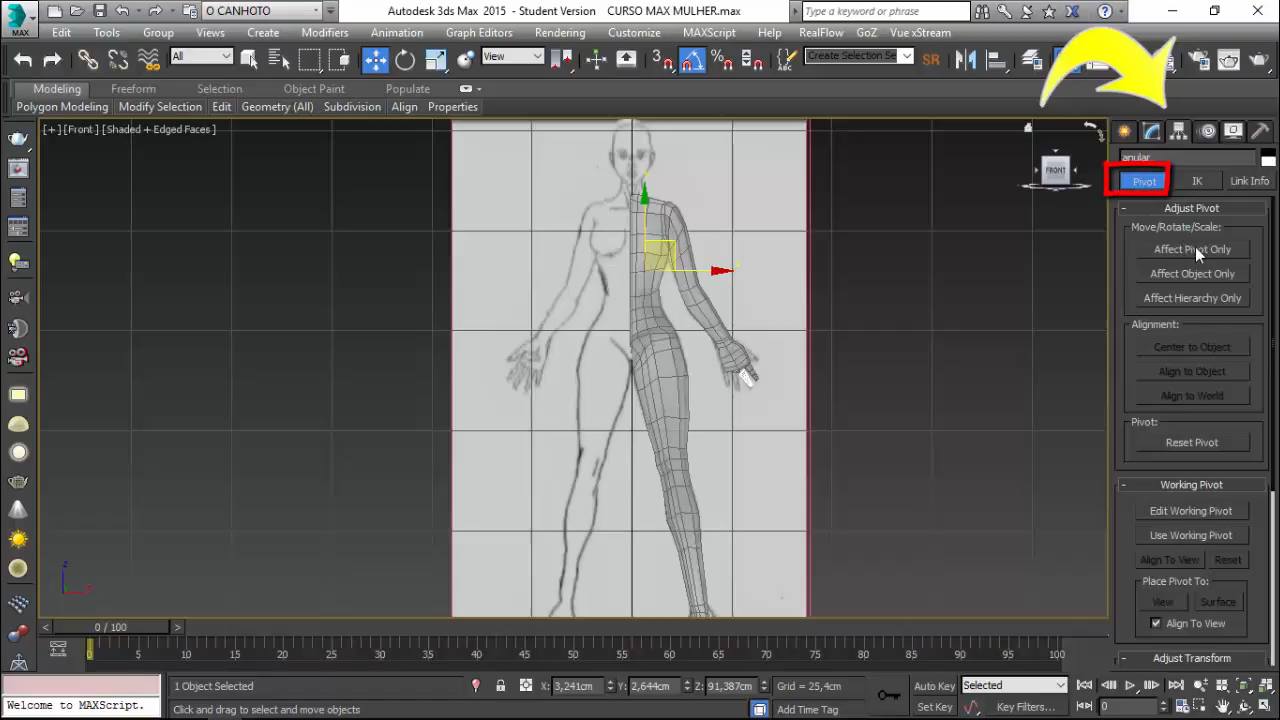 O CANHOTO
Autodesk 3ds Max 2015 - Student Version CURSO MAX MULHER.max
Type a keyword or phrase
MAX
Edit Tools Group Views Create Modifiers Animation Graph Editors Rendering Customize MAXScript Help RealFlow GoZ Vue xStream
All
View
3
Create Selection Se
Modeling Freeform Selection Object Paint Populate
Polygon Modeling Modify Selection Edit Geometry (All) Subdivision Align Properties
[+] [Front ] [Shaded + Edged Faces ]
anular
FRONT
Pivot IK Link Info
- Adjust Pivot
Move/Rotate/Scale:
Affect Pivot Only
Affect Object Only
Affect Hierarchy Only
Alignment:
Center to Object
Align to Object
Align to World
Pivot:
Reset Pivot
- Working Pivot
Edit Working Pivot
Use Working Pivot
Align To View Reset
Place Pivot To:
View Surface
Align To View
- Adjust Transform
z
< 0 / 100 >
0 5 10 15 20 25 30 35 40 45 50 55 60 65 70 75 80 85 90 95 100
1 Object Selected
X: 3,241cm Y: 2,644cm Z: 91,387cm Grid = 25,4cm
Auto Key Selected
Welcome to MAXScript.
Click and drag to select and move objects
Add Time Tag
Set Key Key Filters... 0